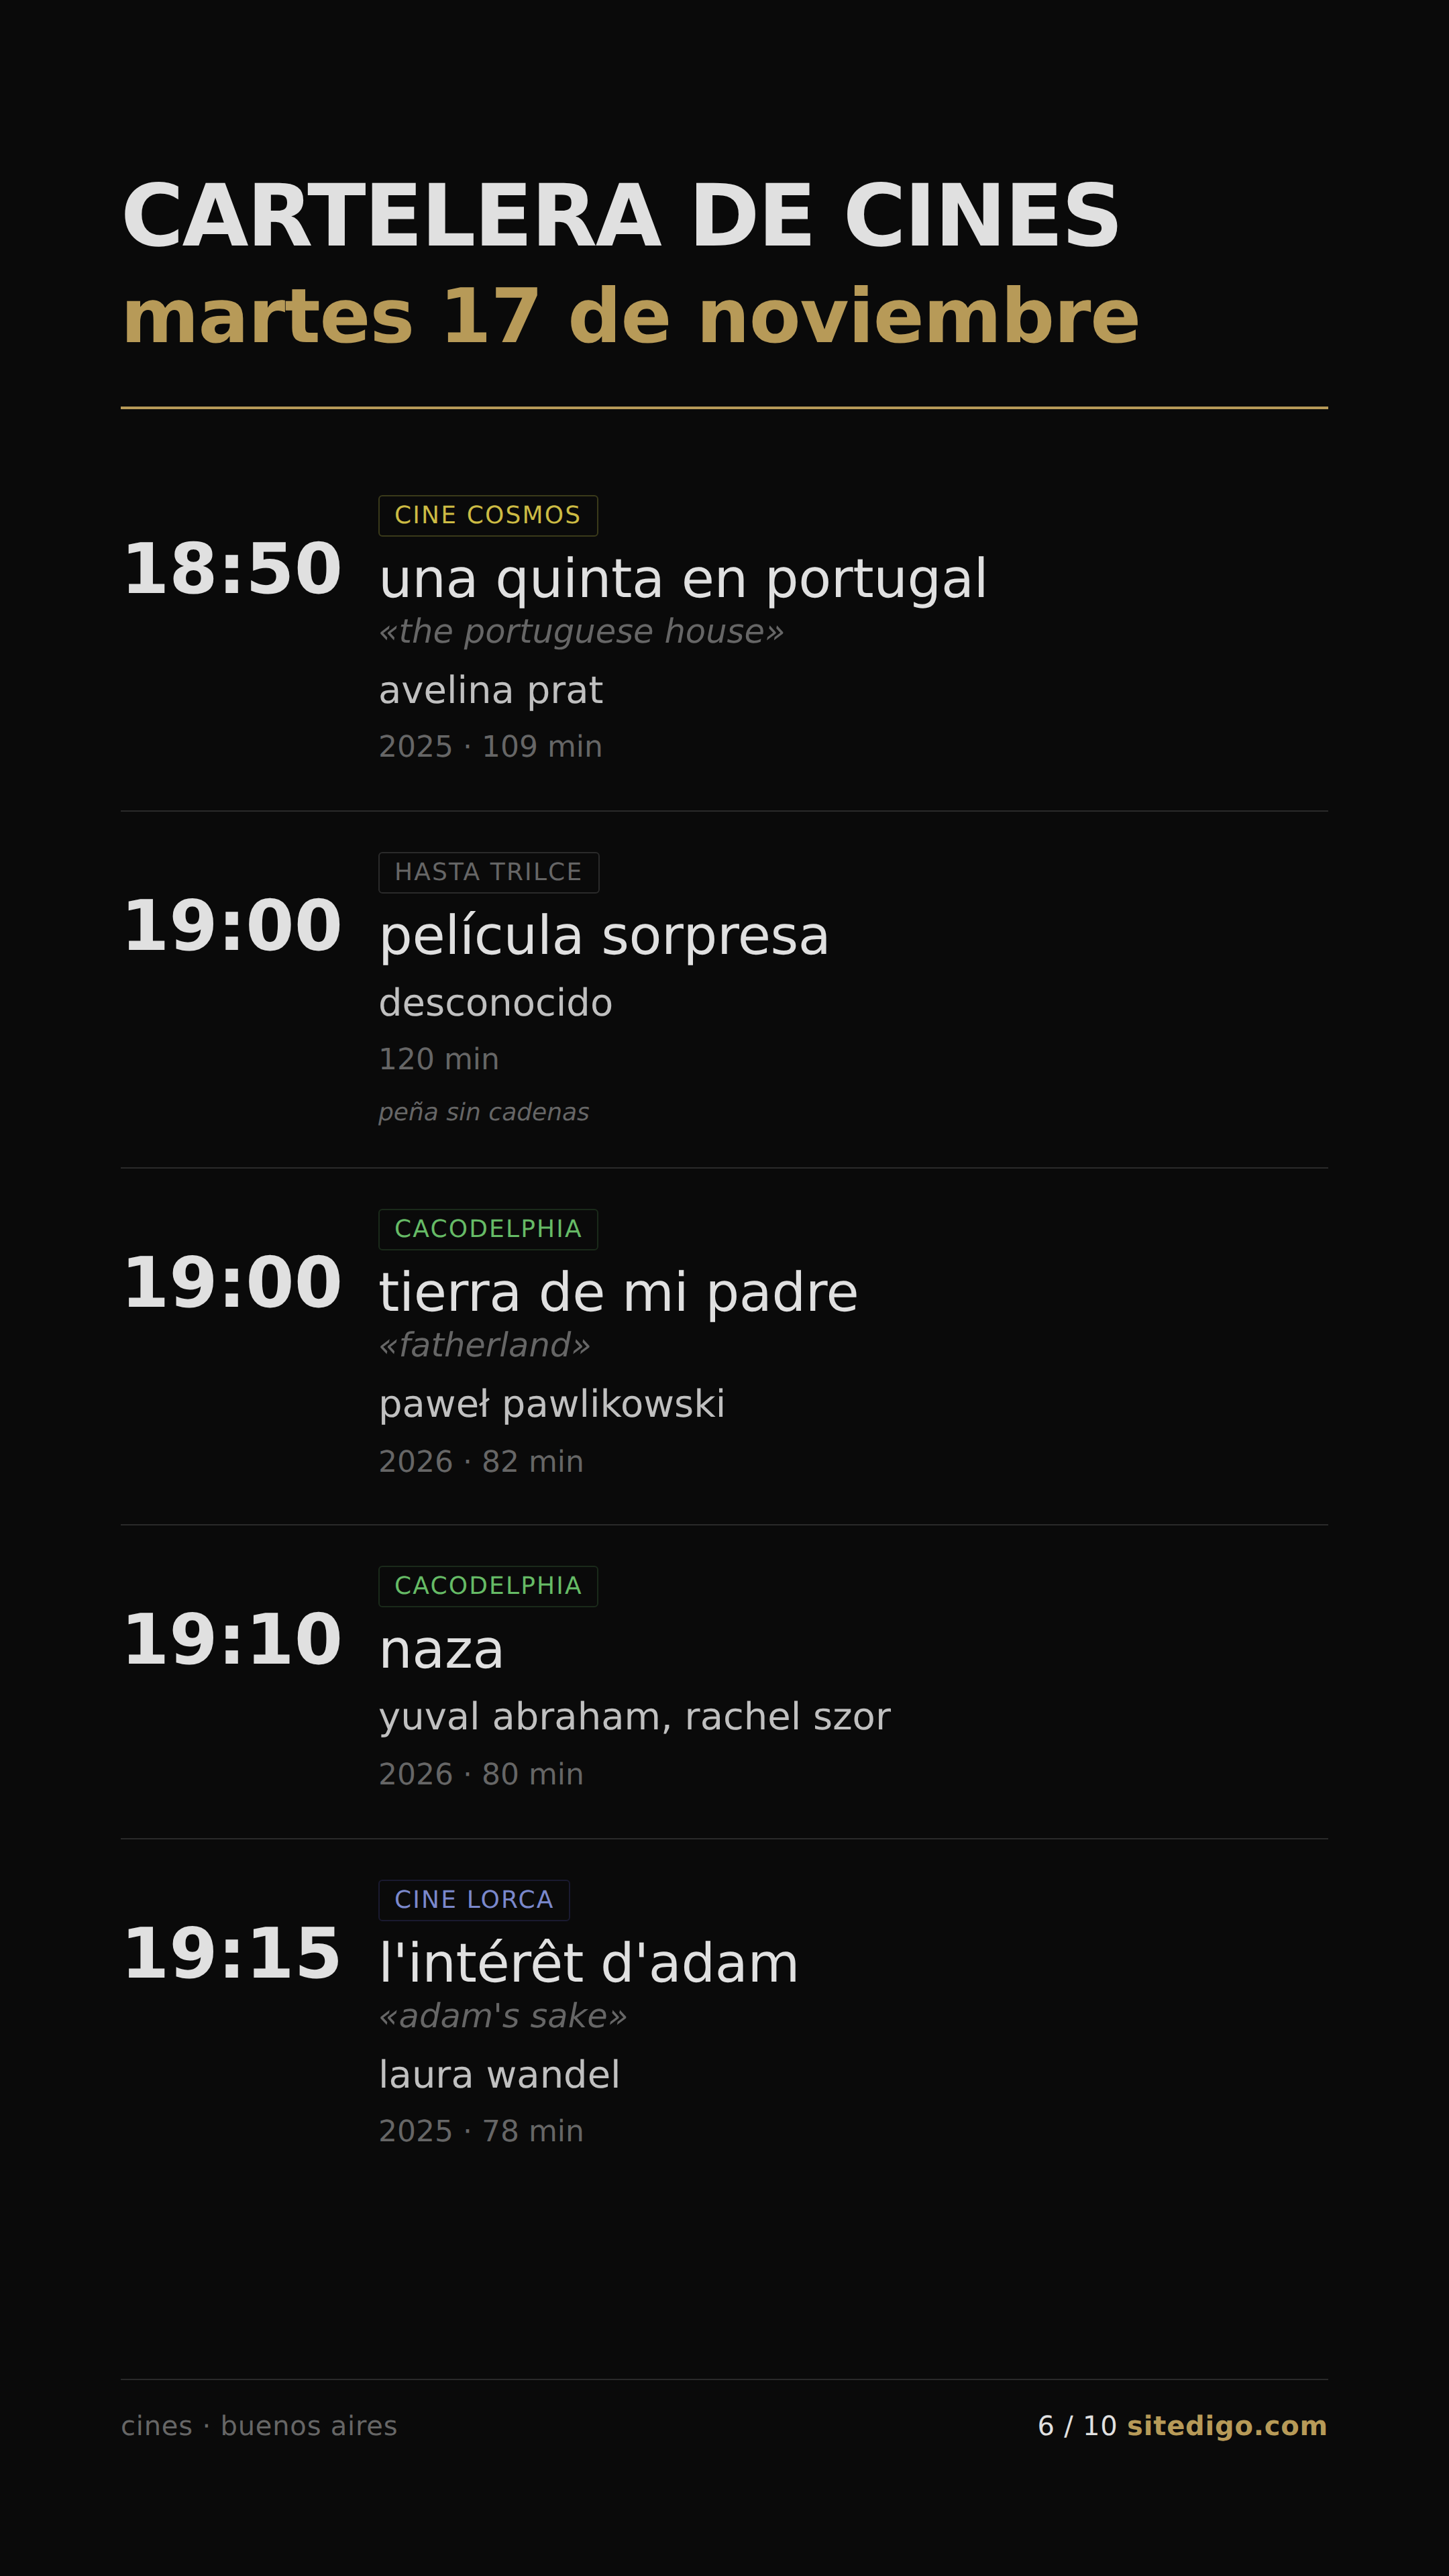 CARTELERA DE CINES
martes 17 de noviembre
CINE COSMOS
18:50
una quinta en portugal
«the portuguese house»
avelina prat
2025 · 109 min
HASTA TRILCE
19:00
película sorpresa
desconocido
120 min
peña sin cadenas
CACODELPHIA
19:00
tierra de mi padre
«fatherland»
paweł pawlikowski
2026 · 82 min
CACODELPHIA
19:10
naza
yuval abraham, rachel szor
2026 · 80 min
CINE LORCA
19:15
l'intérêt d'adam
«adam's sake»
laura wandel
2025 · 78 min
cines · buenos aires
6 / 10 sitedigo.com